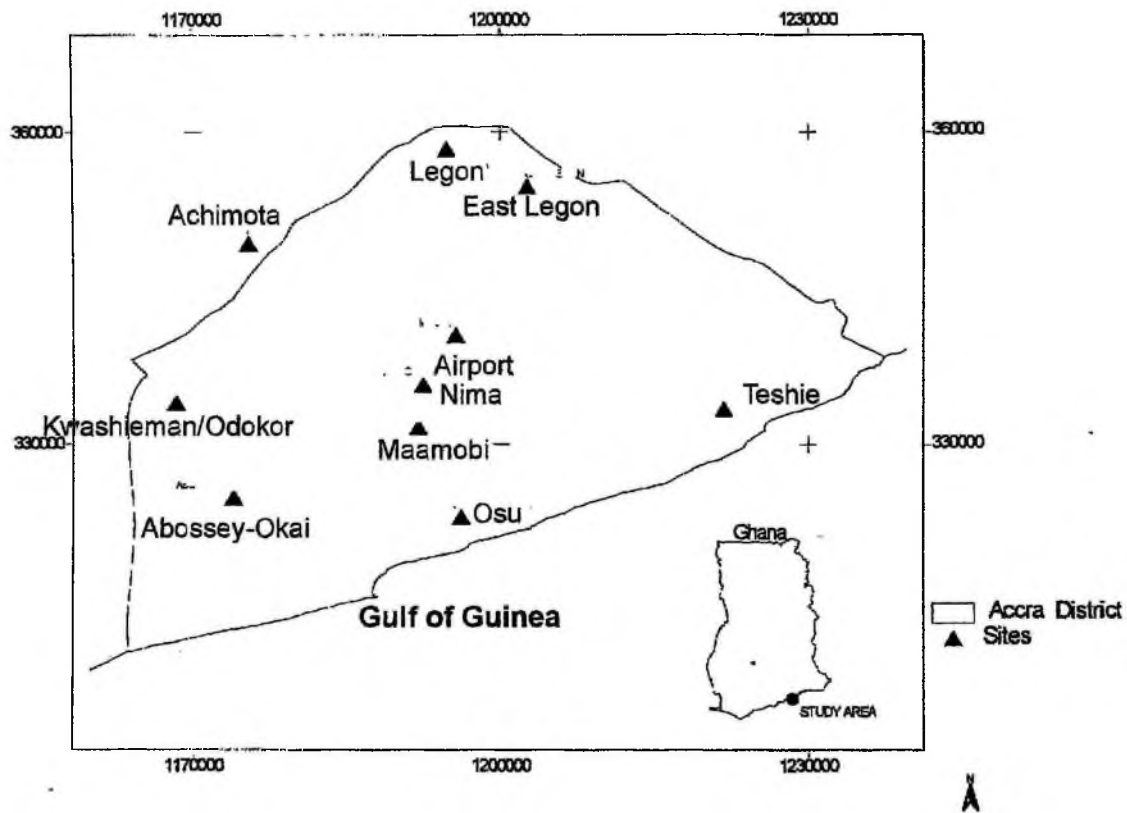 1170000 1200000 1230000
360000 360000
Legon
East Legon
Achimota
Airport
Nima
Teshie
Kwashieman/Odokor
330000 330000
Maamobi
Abossey-Okai
Osu
Ghana
Gulf of Guinea
Accra District
Sites
STUDY AREA
1170000 1200000 1230000
N